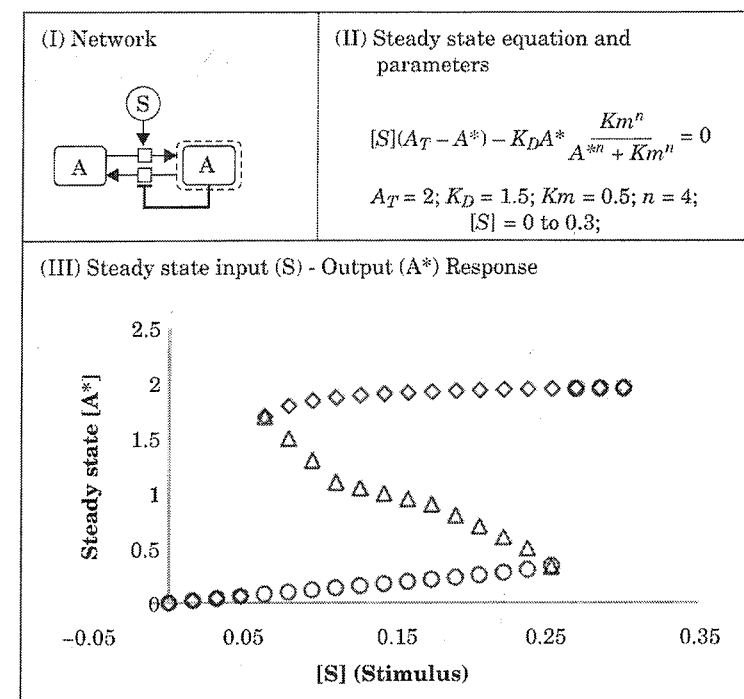 (I) Network
S
A
A
(II) Steady state equation and
parameters
[S](A_T – A*) – K_D A* Km^n / (A*^n + Km^n) = 0
A_T = 2; K_D = 1.5; Km = 0.5; n = 4;
[S] = 0 to 0.3;
(III) Steady state input (S) - Output (A*) Response
Steady state [A*]
2.5
2
1.5
1
0.5
0
–0.05
0.05
0.15
0.25
0.35
[S] (Stimulus)